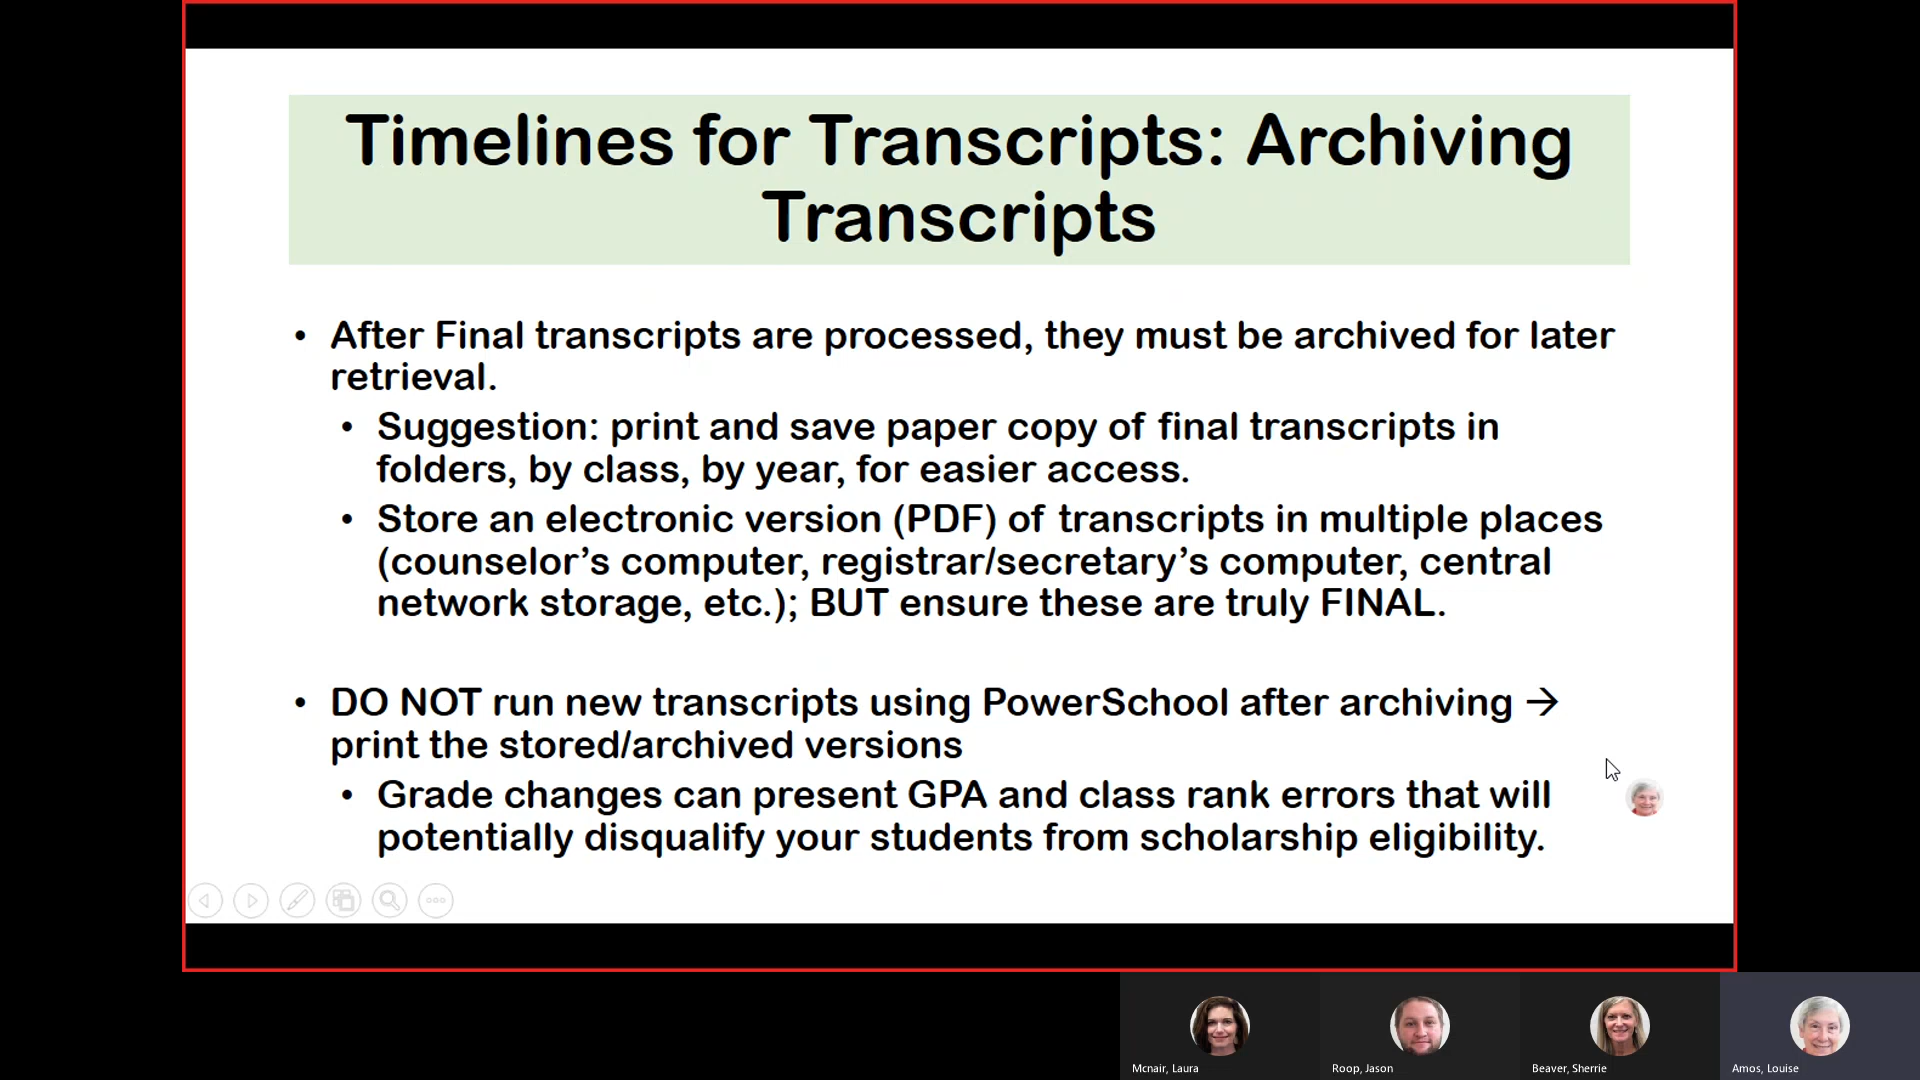 Timelines for Transcripts: Archiving
Transcripts
• After Final transcripts are processed, they must be archived for later
retrieval.
• Suggestion: print and save paper copy of final transcripts in
folders, by class, by year, for easier access.
• Store an electronic version (PDF) of transcripts in multiple places
(counselor’s computer, registrar/secretary’s computer, central
network storage, etc.); BUT ensure these are truly FINAL.
• DO NOT run new transcripts using PowerSchool after archiving →
print the stored/archived versions
• Grade changes can present GPA and class rank errors that will
potentially disqualify your students from scholarship eligibility.
Mcnair, Laura
Roop, Jason
Beaver, Sherrie
Amos, Louise